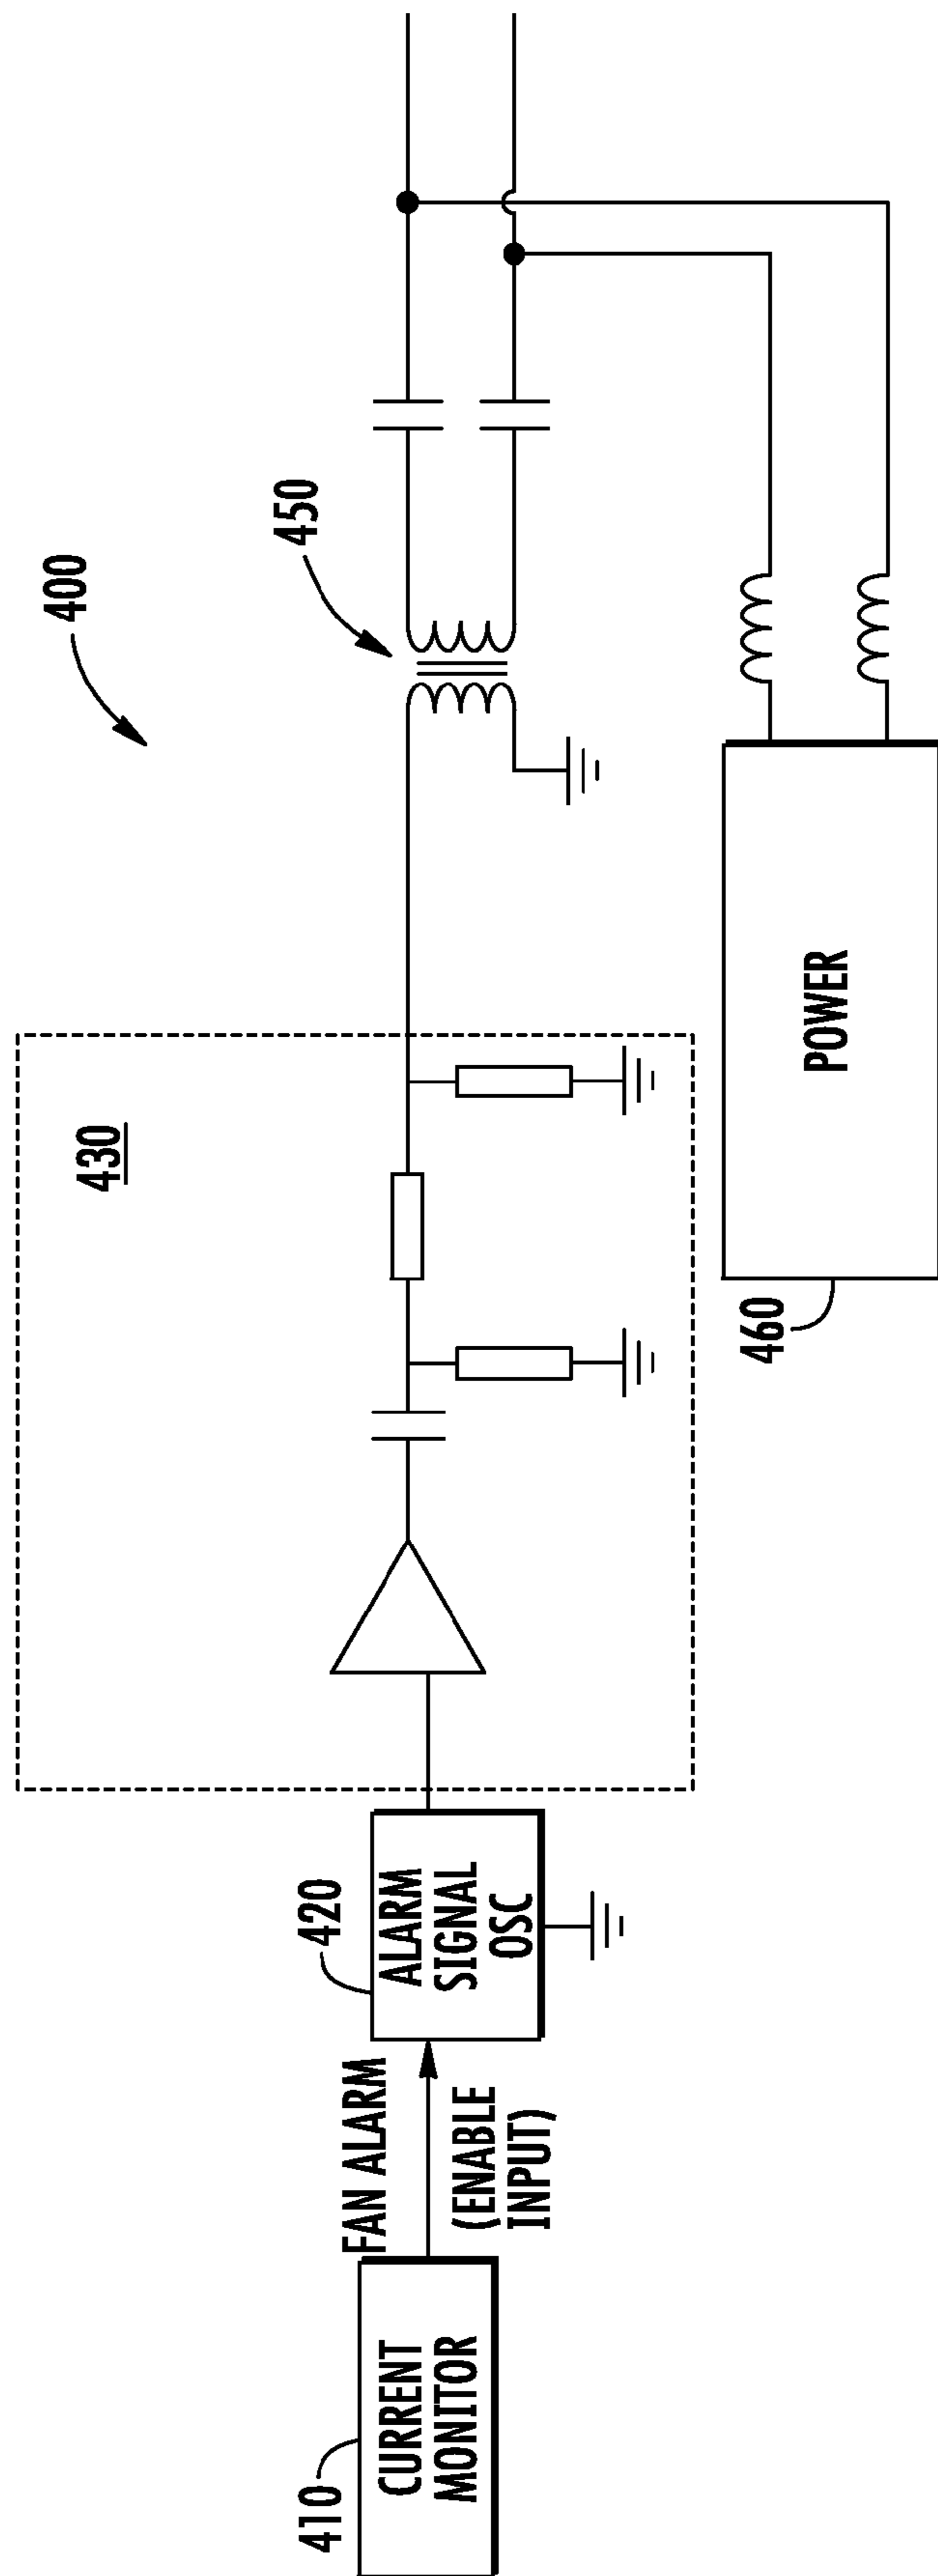 400
450
430
420
410
FAN ALARM
(ENABLE
INPUT)
CURRENT
MONITOR
ALARM
SIGNAL
OSC
460
POWER